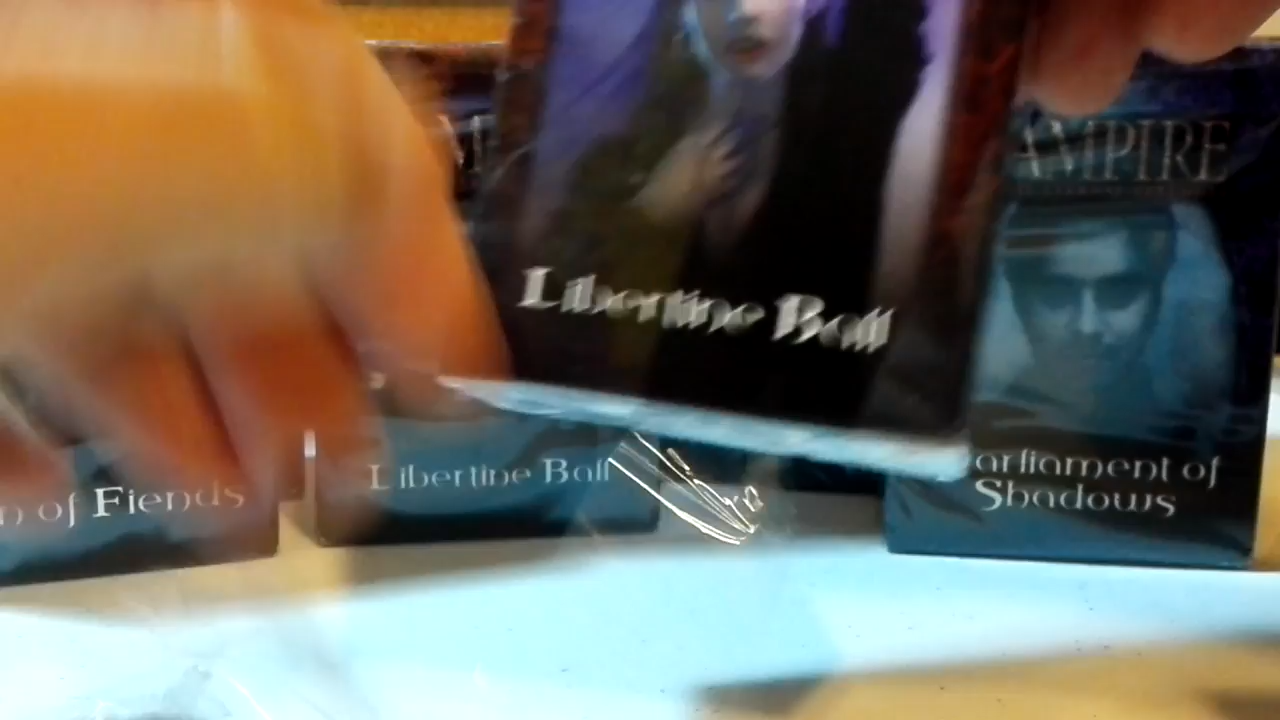 AMPIRE
Libertine Ball
n of Fiends
Libertine Ball
arliament of
Shadows